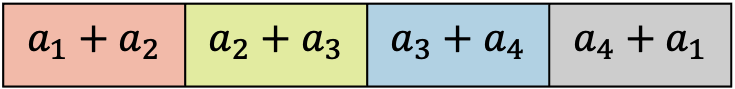 a₁ + a₂ a₂ + a₃ a₃ + a₄ a₄ + a₁